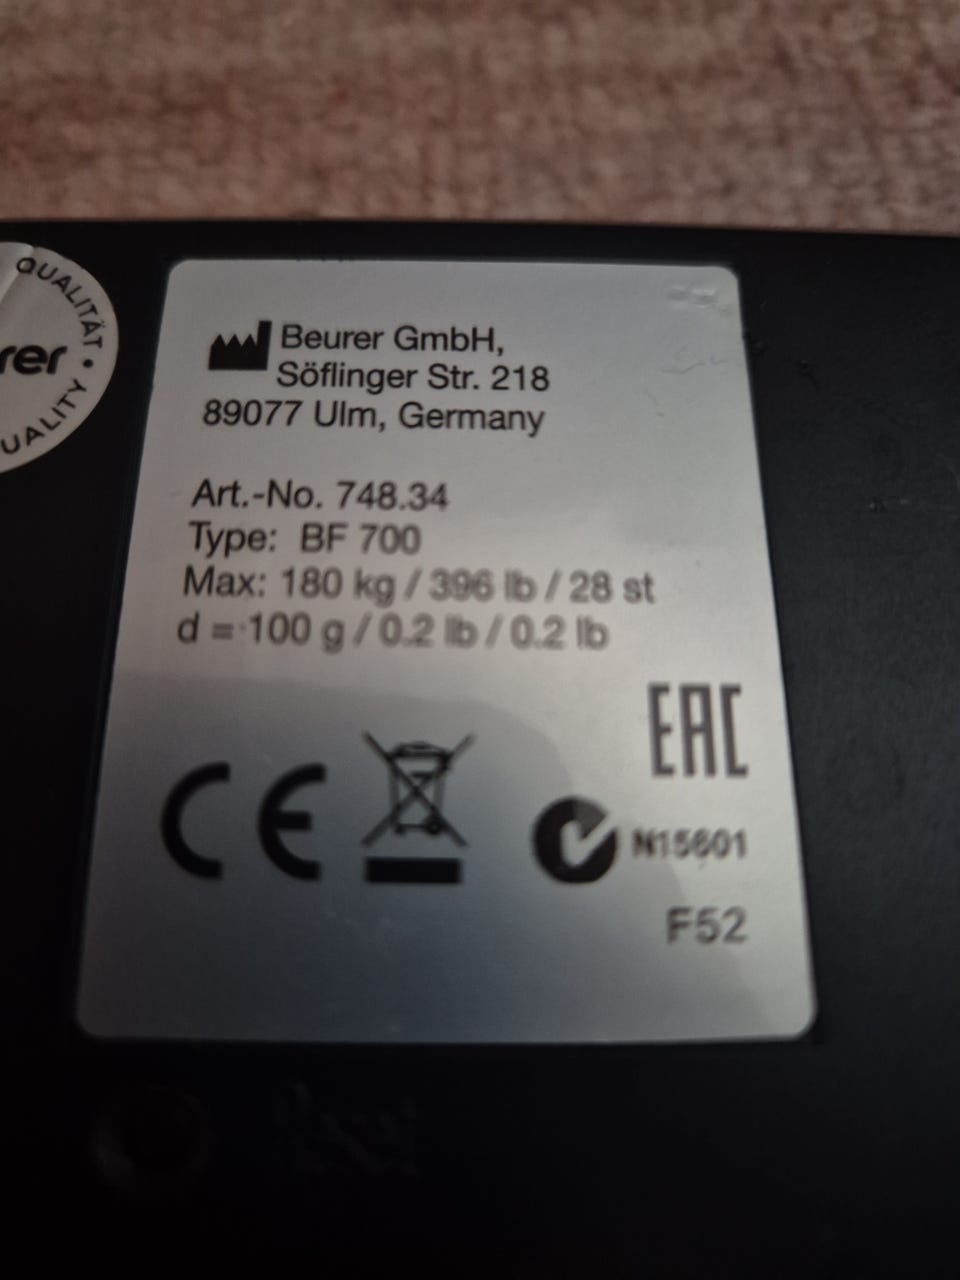 QUALITÄT
rer
UALITY
Beurer GmbH,
Söflinger Str. 218
89077 Ulm, Germany
Art.-No. 748.34
Type: BF 700
Max: 180 kg / 396 lb / 28 st
d = 100 g / 0.2 lb / 0.2 lb
EAC
CE
N15601
F52